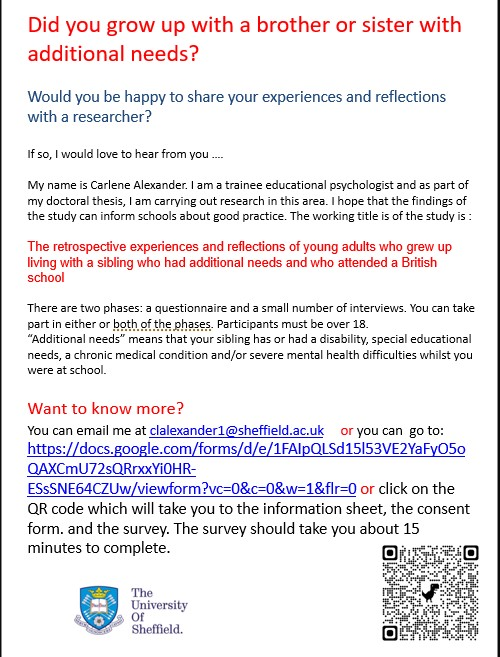 Did you grow up with a brother or sister with
additional needs?
Would you be happy to share your experiences and reflections
with a researcher?
If so, I would love to hear from you ....
My name is Carlene Alexander. I am a trainee educational psychologist and as part of
my doctoral thesis, I am carrying out research in this area. I hope that the findings of
the study can inform schools about good practice. The working title is of the study is :
The retrospective experiences and reflections of young adults who grew up
living with a sibling who had additional needs and who attended a British
school
There are two phases: a questionnaire and a small number of interviews. You can take
part in either or both of the phases. Participants must be over 18.
“Additional needs” means that your sibling has or had a disability, special educational
needs, a chronic medical condition and/or severe mental health difficulties whilst you
were at school.
Want to know more?
You can email me at clalexander1@sheffield.ac.uk or you can go to:
https://docs.google.com/forms/d/e/1FAIpQLSd15l53VE2YaFyO5o
QAXCmU72sQRrxxYi0HR-
ESsSNE64CZUw/viewform?vc=0&c=0&w=1&flr=0 or click on the
QR code which will take you to the information sheet, the consent
form. and the survey. The survey should take you about 15
minutes to complete.
The
University
Of
Sheffield.